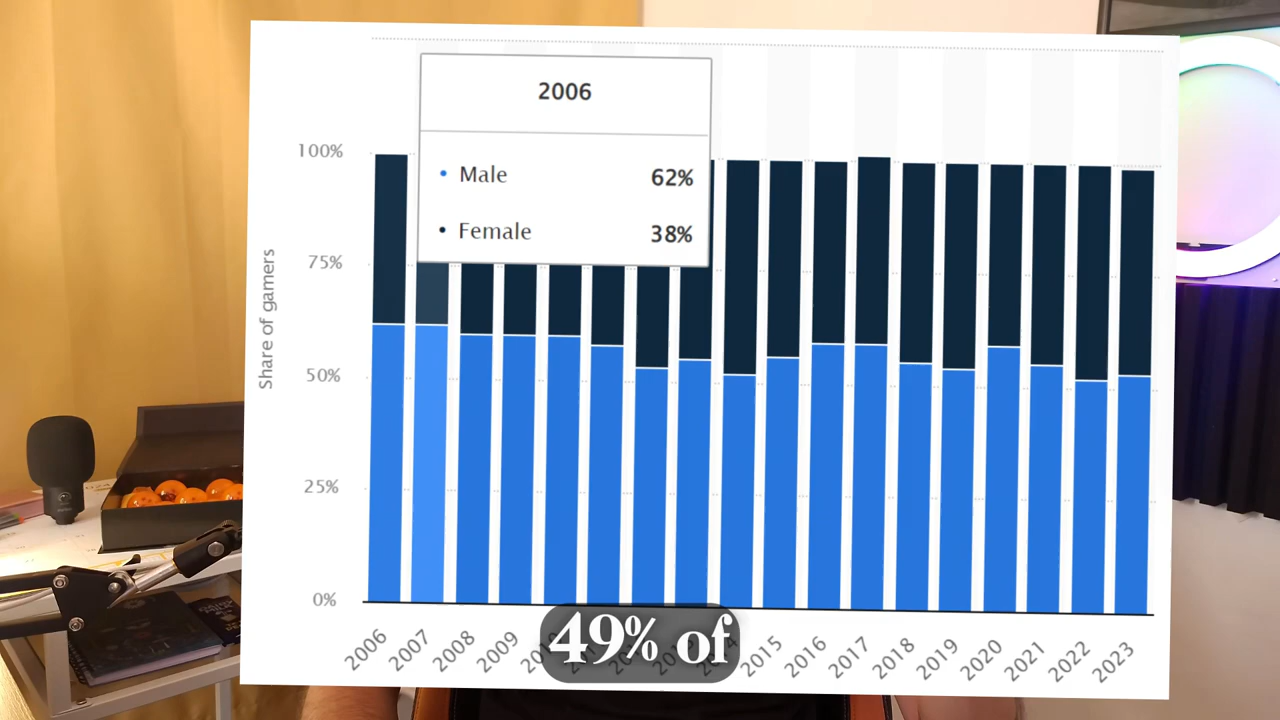 2006
Male 62%
Female 38%
100%
75%
50%
25%
0%
Share of gamers
2006 2007 2008 2009 2015 2016 2017 2018 2019 2020 2021 2022 2023
49% of